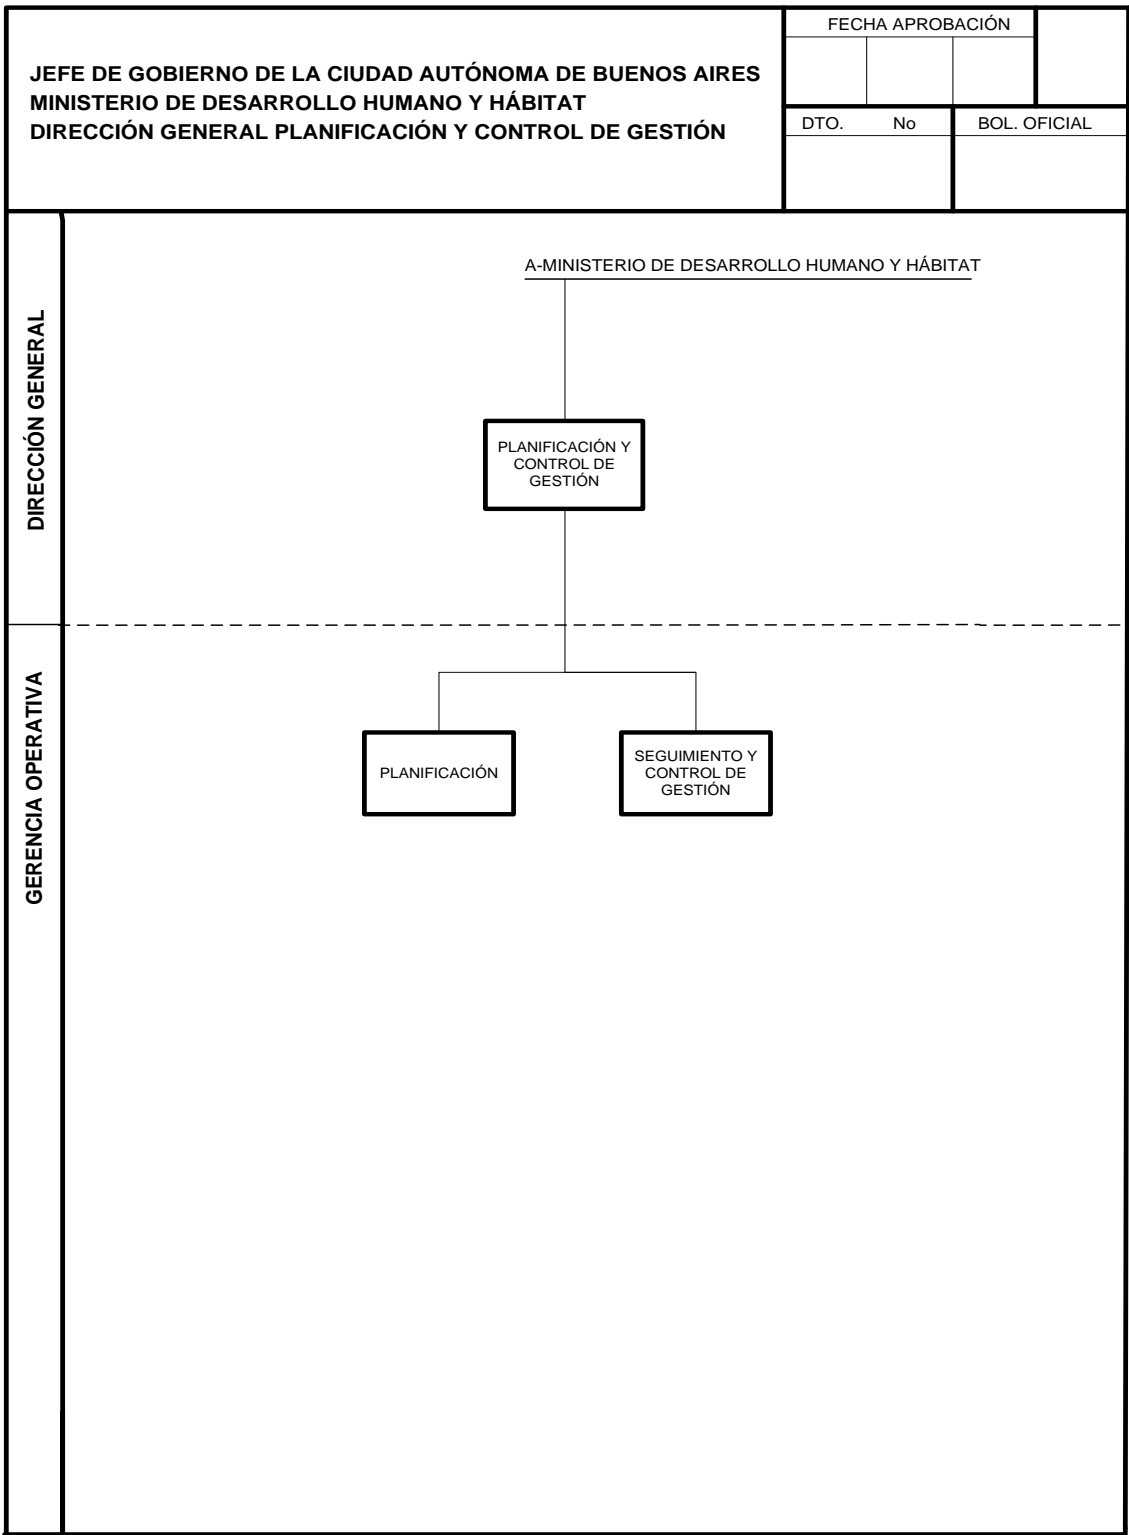 JEFE DE GOBIERNO DE LA CIUDAD AUTÓNOMA DE BUENOS AIRES
MINISTERIO DE DESARROLLO HUMANO Y HÁBITAT
DIRECCIÓN GENERAL PLANIFICACIÓN Y CONTROL DE GESTIÓN
FECHA APROBACIÓN
DTO. No
BOL. OFICIAL
DIRECCIÓN GENERAL
A-MINISTERIO DE DESARROLLO HUMANO Y HÁBITAT
PLANIFICACIÓN Y
CONTROL DE
GESTIÓN
GERENCIA OPERATIVA
PLANIFICACIÓN
SEGUIMIENTO Y
CONTROL DE
GESTIÓN